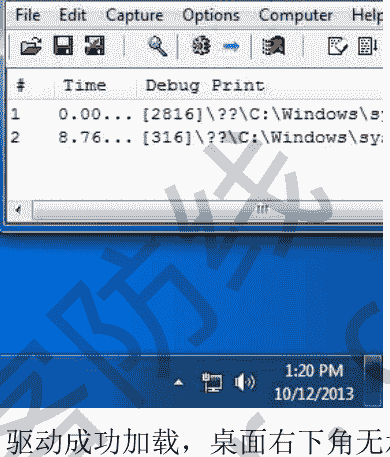 File Edit Capture Options Computer Help
# Time Debug Print
1 0.00... [2816]\??\C:\Windows\sy
2 8.76... [316]\??\C:\Windows\sy
1:20 PM
10/12/2013
驱动成功加载，桌面右下角无
防线